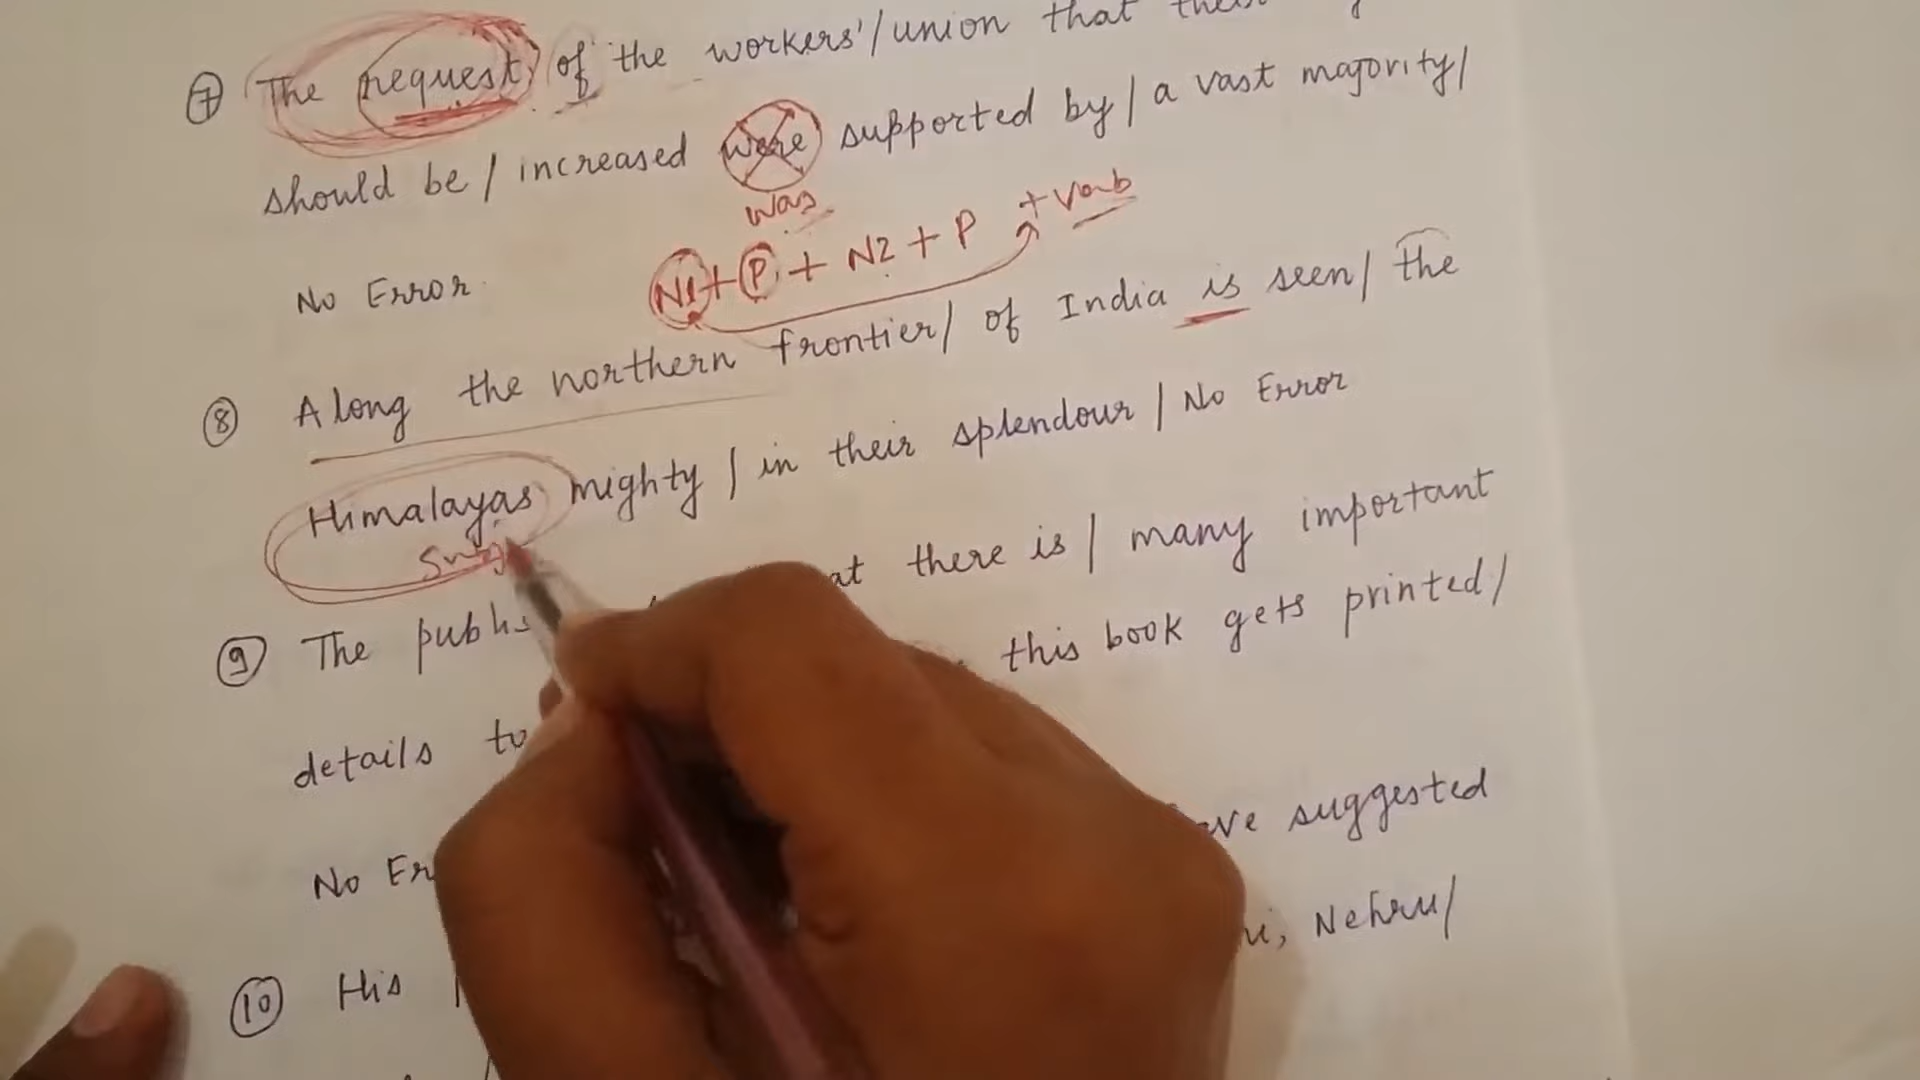 ⑦ The request of the workers'/union that their
should be/ increased were supported by/ a vast majority/
was
No Error
N1 + P + N2 + P + Verb
⑧ Along the northern frontier/ of India is seen/ the
Himalayas mighty / in their splendour / No Error
⑨ The there is / many important
details to this book gets printed/
No suggested
⑩ His Nehru/